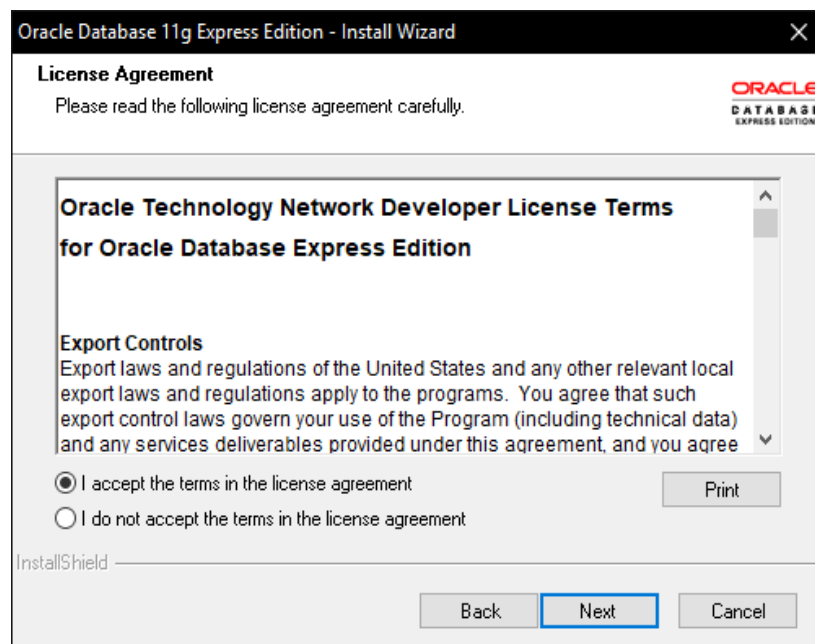 Oracle Database 11g Express Edition - Install Wizard
License Agreement
Please read the following license agreement carefully.
ORACLE
DATABASE
EXPRESS EDITION
Oracle Technology Network Developer License Terms
for Oracle Database Express Edition
Export Controls
Export laws and regulations of the United States and any other relevant local
export laws and regulations apply to the programs.  You agree that such
export control laws govern your use of the Program (including technical data)
and any services deliverables provided under this agreement, and you agree
I accept the terms in the license agreement
Print
I do not accept the terms in the license agreement
InstallShield
Back
Next
Cancel